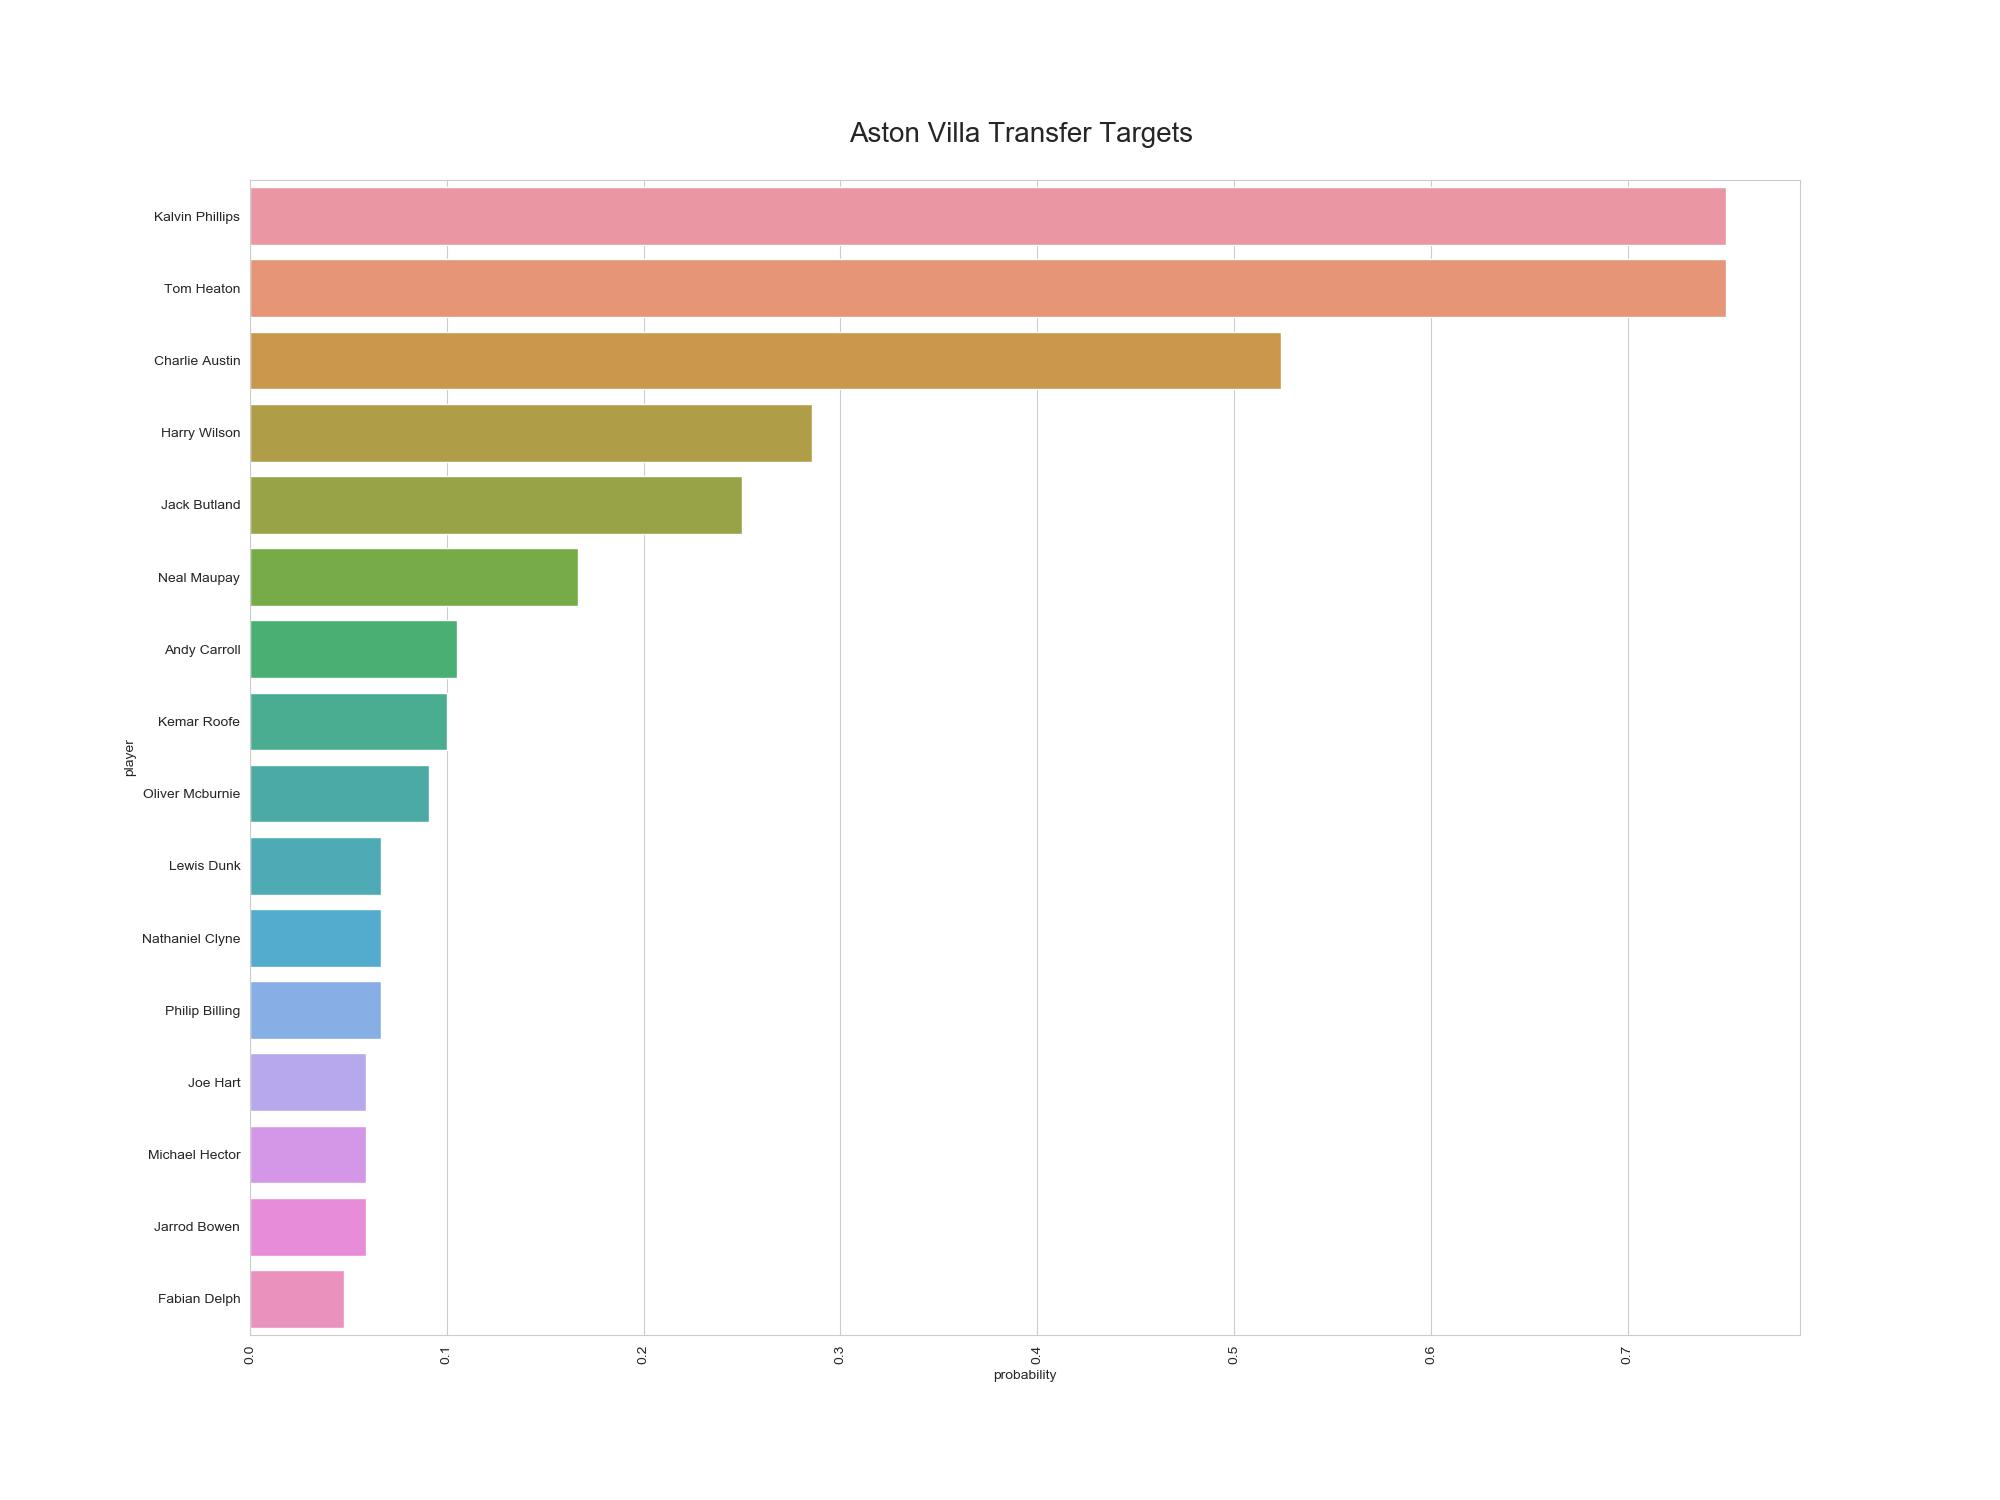 Aston Villa Transfer Targets
Kalvin Phillips
Tom Heaton
Charlie Austin
Harry Wilson
Jack Butland
Neal Maupay
Andy Carroll
Kemar Roofe
player
Oliver Mcburnie
Lewis Dunk
Nathaniel Clyne
Philip Billing
Joe Hart
Michael Hector
Jarrod Bowen
Fabian Delph
0.0 0.1 0.2 0.3 0.4 0.5 0.6 0.7
probability